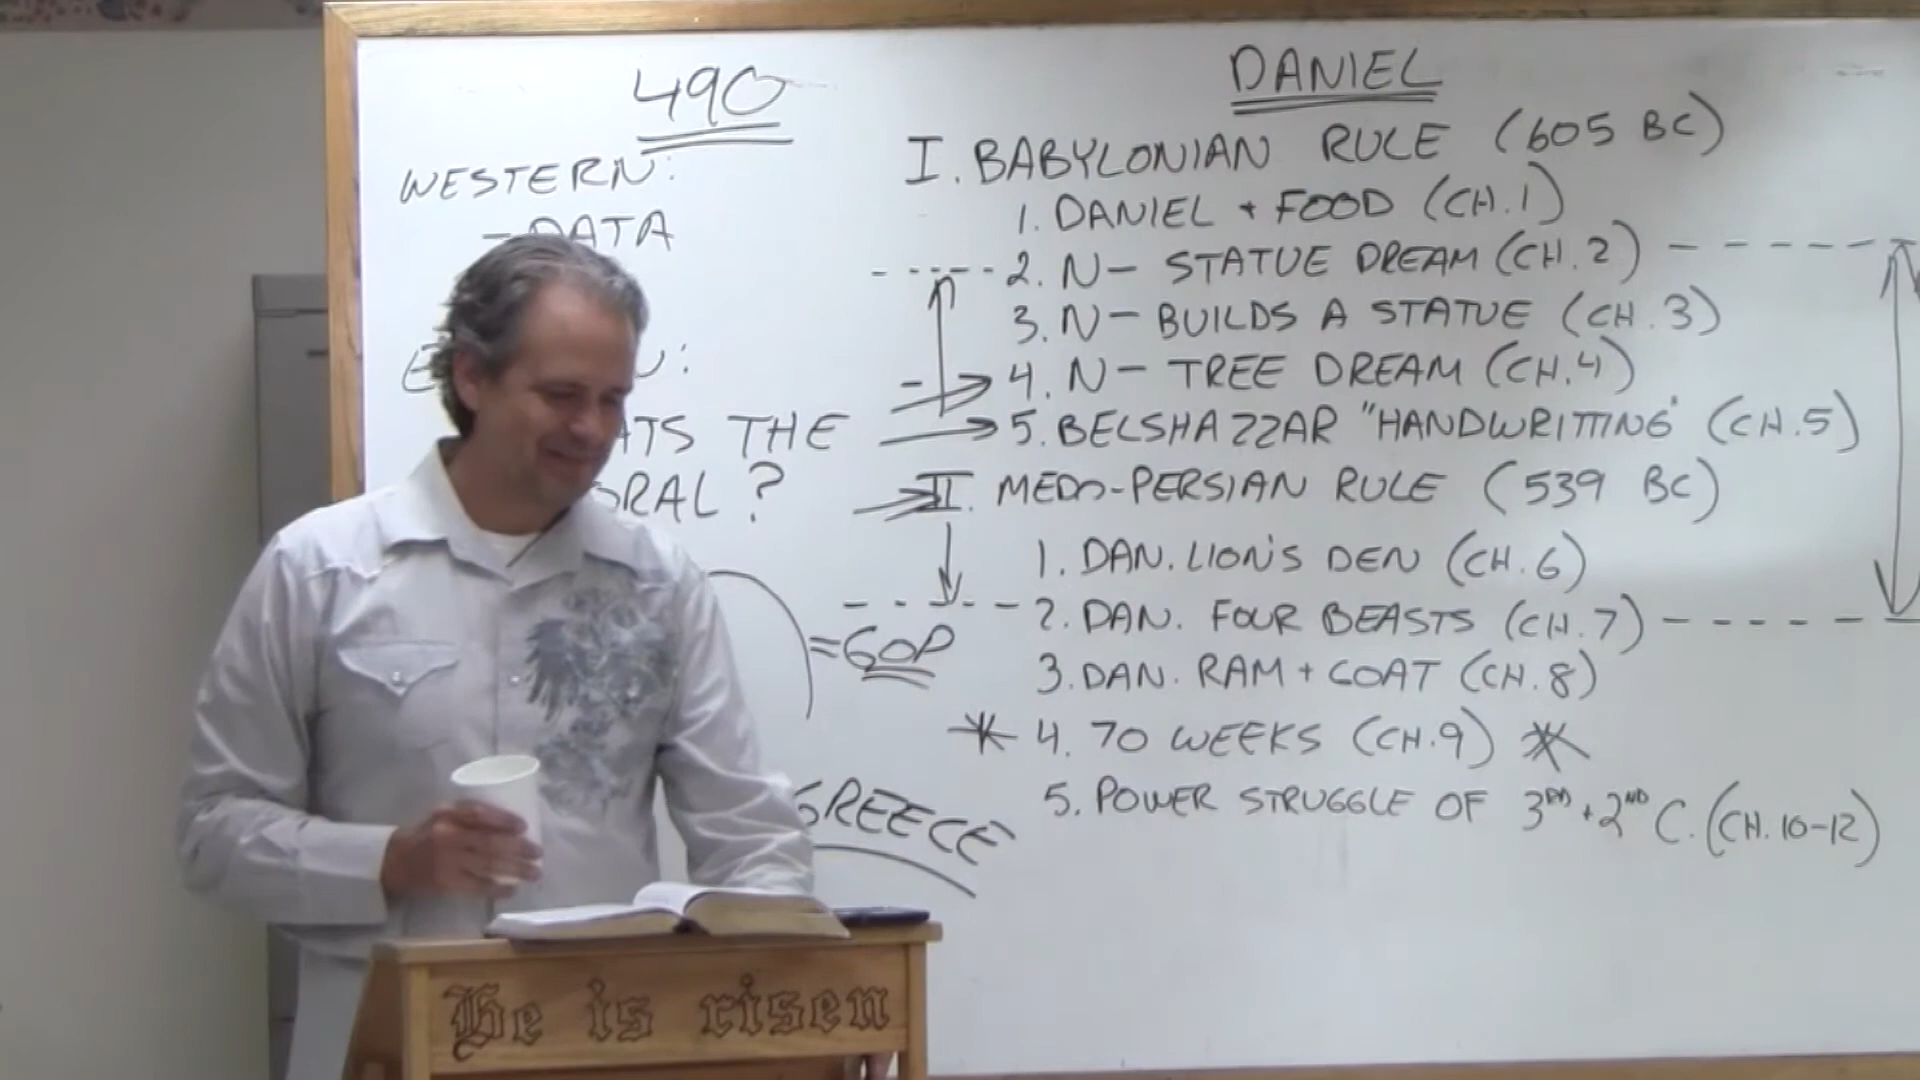 490
WESTERN:
- DATA
THE
? 
DANIEL
I. BABYLONIAN RULE (605 BC)
1. DANIEL + FOOD (CH.1)
2. N- STATUE DREAM (CH.2)
3. N- BUILDS A STATUE (CH.3)
4. N- TREE DREAM (CH.4)
5. BELSHAZZAR "HANDWRITTING" (CH.5)
II. MEDO-PERSIAN RULE (539 BC)
1. DAN. LION'S DEN (CH.6)
2. DAN. FOUR BEASTS (CH.7)
3. DAN. RAM + GOAT (CH.8)
* 4. 70 WEEKS (CH.9) *
5. POWER STRUGGLE OF 3RD + 2ND C. (CH. 10-12)
=GOP
GREECE
He is risen